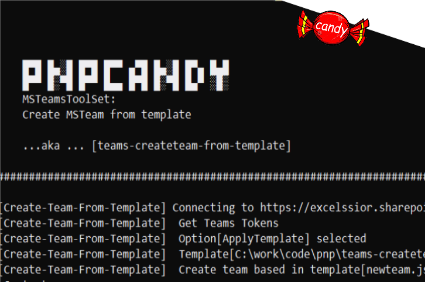 candy
PNPCANDY
MSTeamsToolSet:
Create MSTeam from template
...aka ... [teams-createteam-from-template]
################################################################
[Create-Team-From-Template] Connecting to https://excelssior.sharepoi
[Create-Team-From-Template] Get Teams Tokens
[Create-Team-From-Template] Option[ApplyTemplate] selected
[Create-Team-From-Template] Template[C:\work\code\pnp\teams-createte
[Create-Team-From-Template] Create team based in template[newteam.js